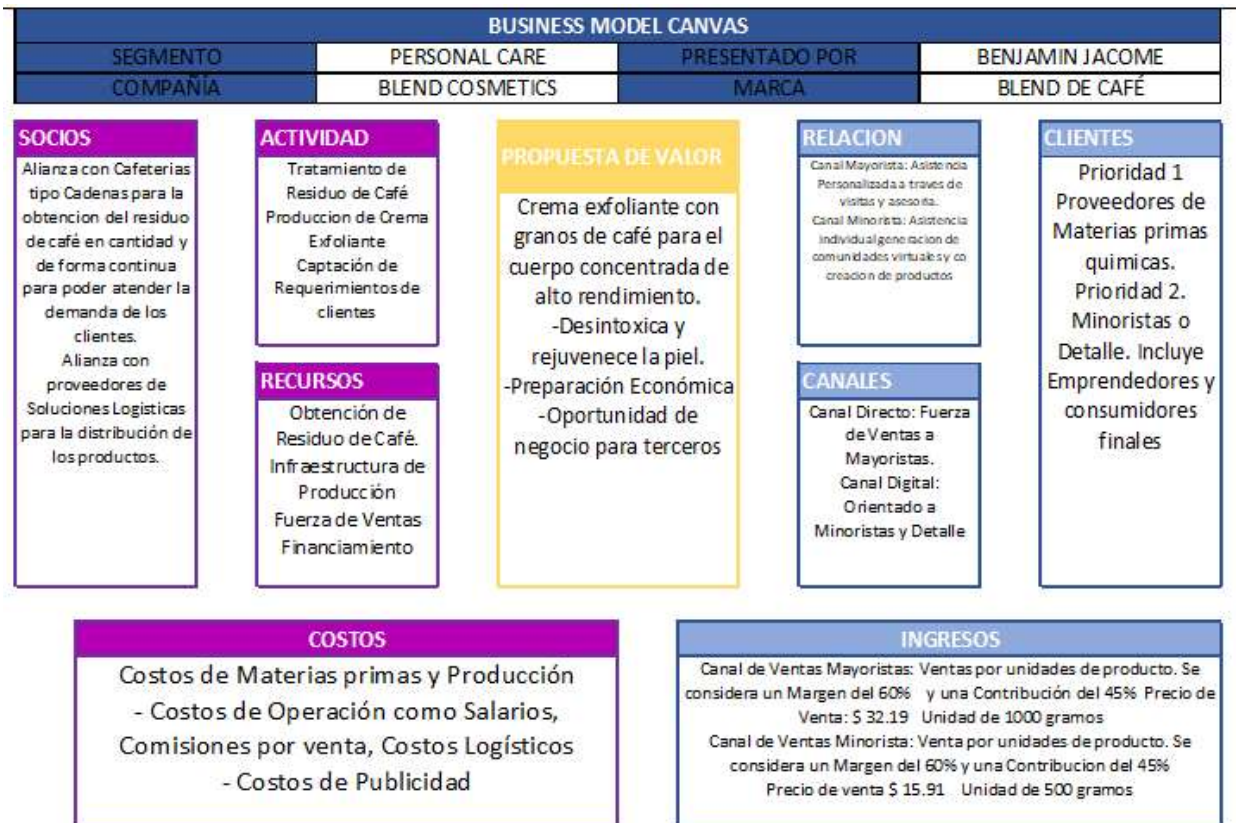 BUSINESS MODEL CANVAS
SEGMENTO PERSONAL CARE PRESENTADO POR BENJAMIN JACOME
COMPAÑÍA BLEND COSMETICS MARCA BLEND DE CAFÉ
SOCIOS
Alianza con Cafeterias
tipo Cadenas para la
obtencion del residuo
de café en cantidad y
de forma continua
para poder atender la
demanda de los
clientes.
Alianza con
proveedores de
Soluciones Logisticas
para la distribución de
los productos.
ACTIVIDAD
Tratamiento de
Residuo de Café
Produccion de Crema
Exfoliante
Captación de
Requerimientos de
clientes
RECURSOS
Obtención de
Residuo de Café.
Infraestructura de
Producción
Fuerza de Ventas
Financiamiento
PROPUESTA DE VALOR
Crema exfoliante con
granos de café para el
cuerpo concentrada de
alto rendimiento.
-Desintoxica y
rejuvenece la piel.
-Preparación Económica
-Oportunidad de
negocio para terceros
RELACION
Canal Mayorista: Asistencia
Personalizada a traves de
visitas y asesoria.
Canal Minorista: Asistencia
individual generacion de
comunidades virtuales y co
creacion de productos
CANALES
Canal Directo: Fuerza
de Ventas a
Mayoristas.
Canal Digital:
Orientado a
Minoristas y Detalle
CLIENTES
Prioridad 1
Proveedores de
Materias primas
quimicas.
Prioridad 2.
Minoristas o
Detalle. Incluye
Emprendedores y
consumidores
finales
COSTOS
Costos de Materias primas y Producción
- Costos de Operación como Salarios,
Comisiones por venta, Costos Logísticos
- Costos de Publicidad
INGRESOS
Canal de Ventas Mayoristas: Ventas por unidades de producto. Se
considera un Margen del 60% y una Contribución del 45% Precio de
Venta: $ 32.19 Unidad de 1000 gramos
Canal de Ventas Minorista: Venta por unidades de producto. Se
considera un Margen del 60% y una Contribucion del 45%
Precio de venta $ 15.91 Unidad de 500 gramos